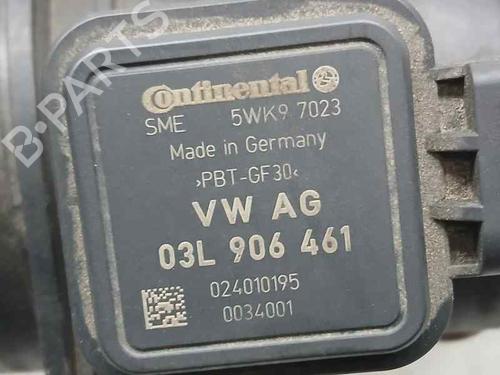 Continental
SME 5WK9 7023
Made in Germany
>PBT-GF30<
VW AG
03L 906 461
024010195
0034001
B-PARTS